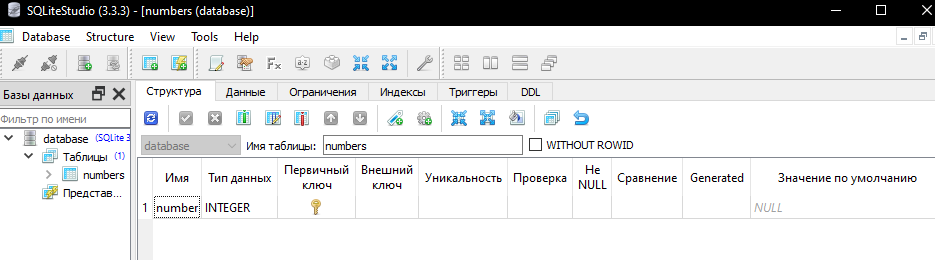 SQLiteStudio (3.3.3) - [numbers (database)]
Database Structure View Tools Help
Базы данных
Структура Данные Ограничения Индексы Триггеры DDL
Фильтр по имени
database (SQLite 3
Таблицы (1)
numbers
Представ...
database Имя таблицы: numbers WITHOUT ROWID
Имя Тип данных Первичный ключ Внешний ключ Уникальность Проверка Не NULL Сравнение Generated Значение по умолчанию
1 number INTEGER NULL